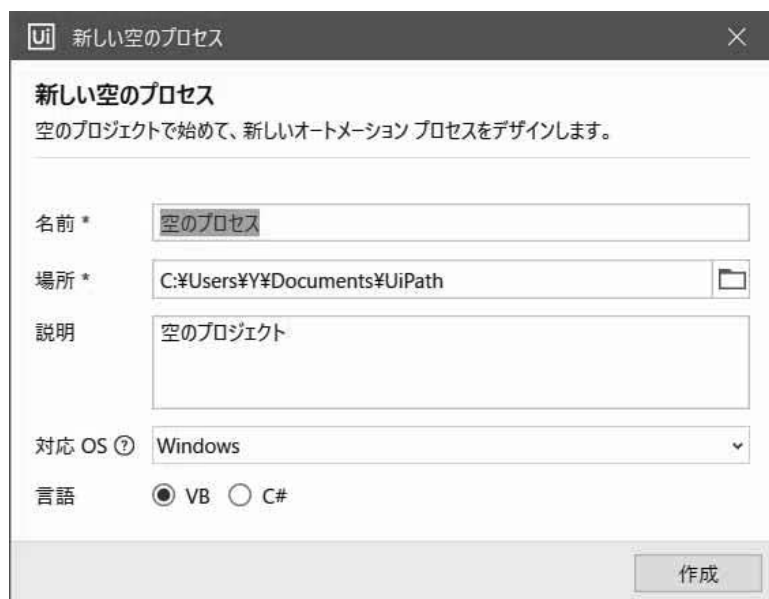 Ui 新しい空のプロセス
新しい空のプロセス
空のプロジェクトで始めて、新しいオートメーション プロセスをデザインします。
名前 * 空のプロセス
場所 * C:¥Users¥Y¥Documents¥UiPath
説明 空のプロジェクト
対応 OS ? Windows
言語 VB C#
作成